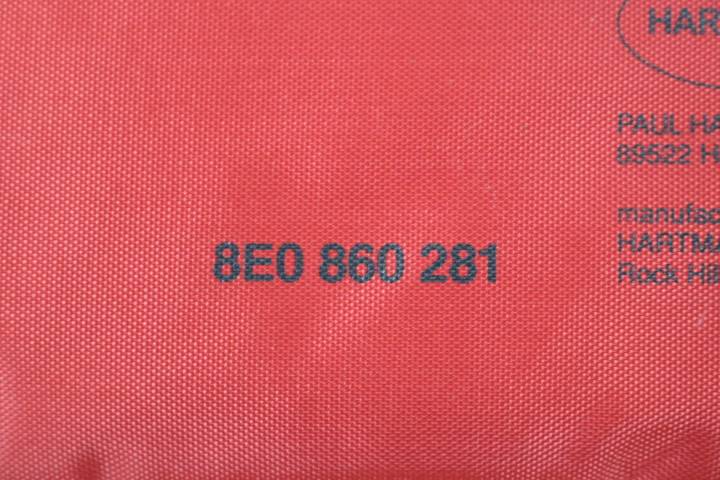 HAR
PAUL HA
89522 H
manufac
HARTMA
Rock Hil
8E0 860 281